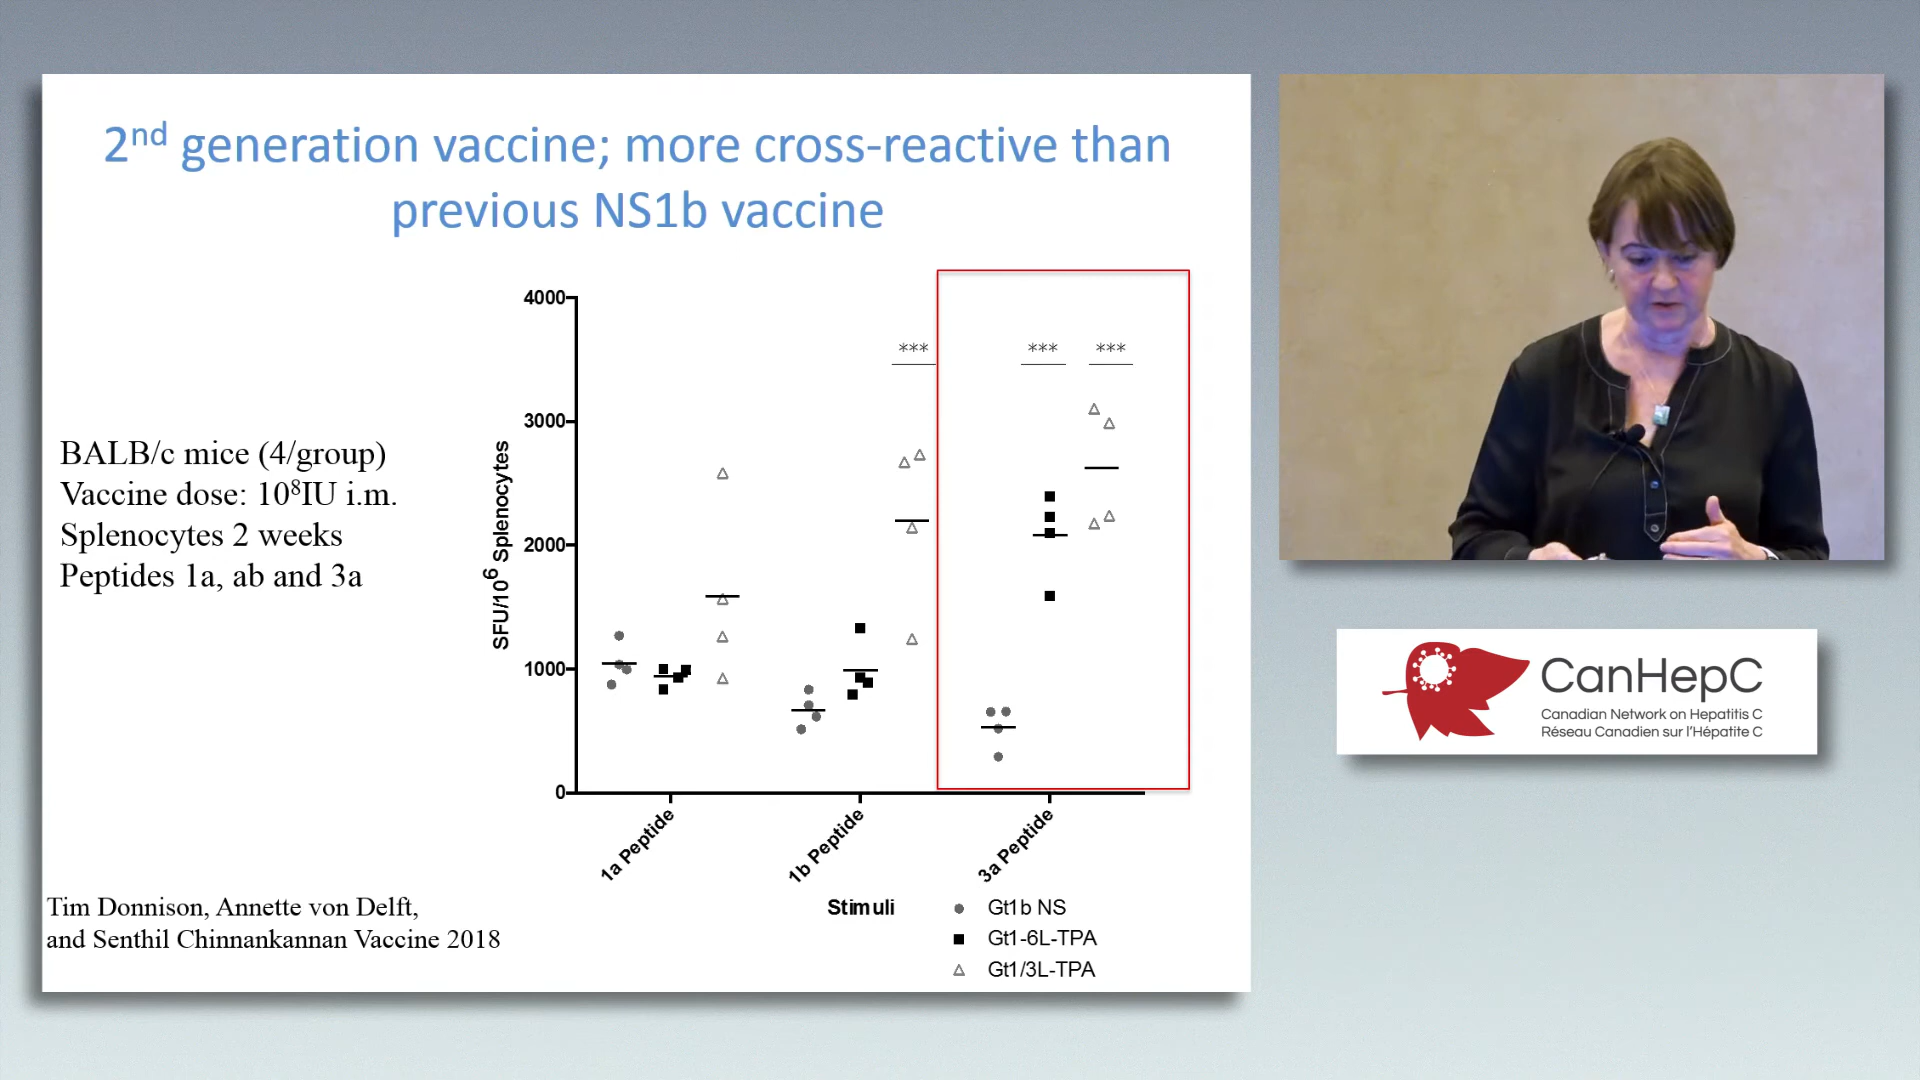 2nd generation vaccine; more cross-reactive than
previous NS1b vaccine
BALB/c mice (4/group)
Vaccine dose: 10⁸IU i.m.
Splenocytes 2 weeks
Peptides 1a, ab and 3a
SFU/10⁶ Splenocytes
4000
3000
2000
1000
0
***
***
***
1a Peptide
1b Peptide
3a Peptide
Stimuli
Gt1b NS
Gt1-6L-TPA
Gt1/3L-TPA
Tim Donnison, Annette von Delft,
and Senthil Chinnankannan Vaccine 2018
CanHepC
Canadian Network on Hepatitis C
Réseau Canadien sur l'Hépatite C